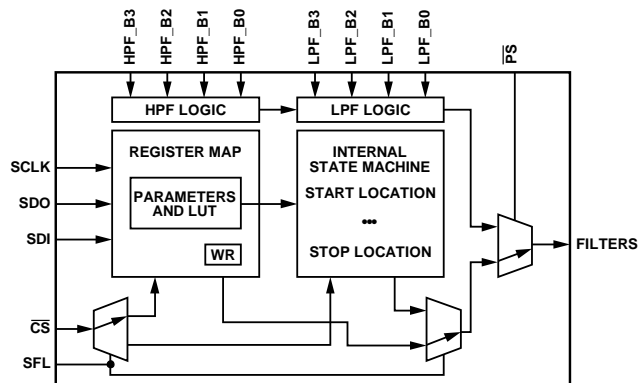 HPF_B3
HPF_B2
HPF_B1
HPF_B0
LPF_B3
LPF_B2
LPF_B1
LPF_B0
PS
HPF LOGIC
LPF LOGIC
REGISTER MAP
INTERNAL
STATE MACHINE
SCLK
PARAMETERS
AND LUT
START LOCATION
SDO
•••
SDI
FILTERS
WR
STOP LOCATION
CS
SFL